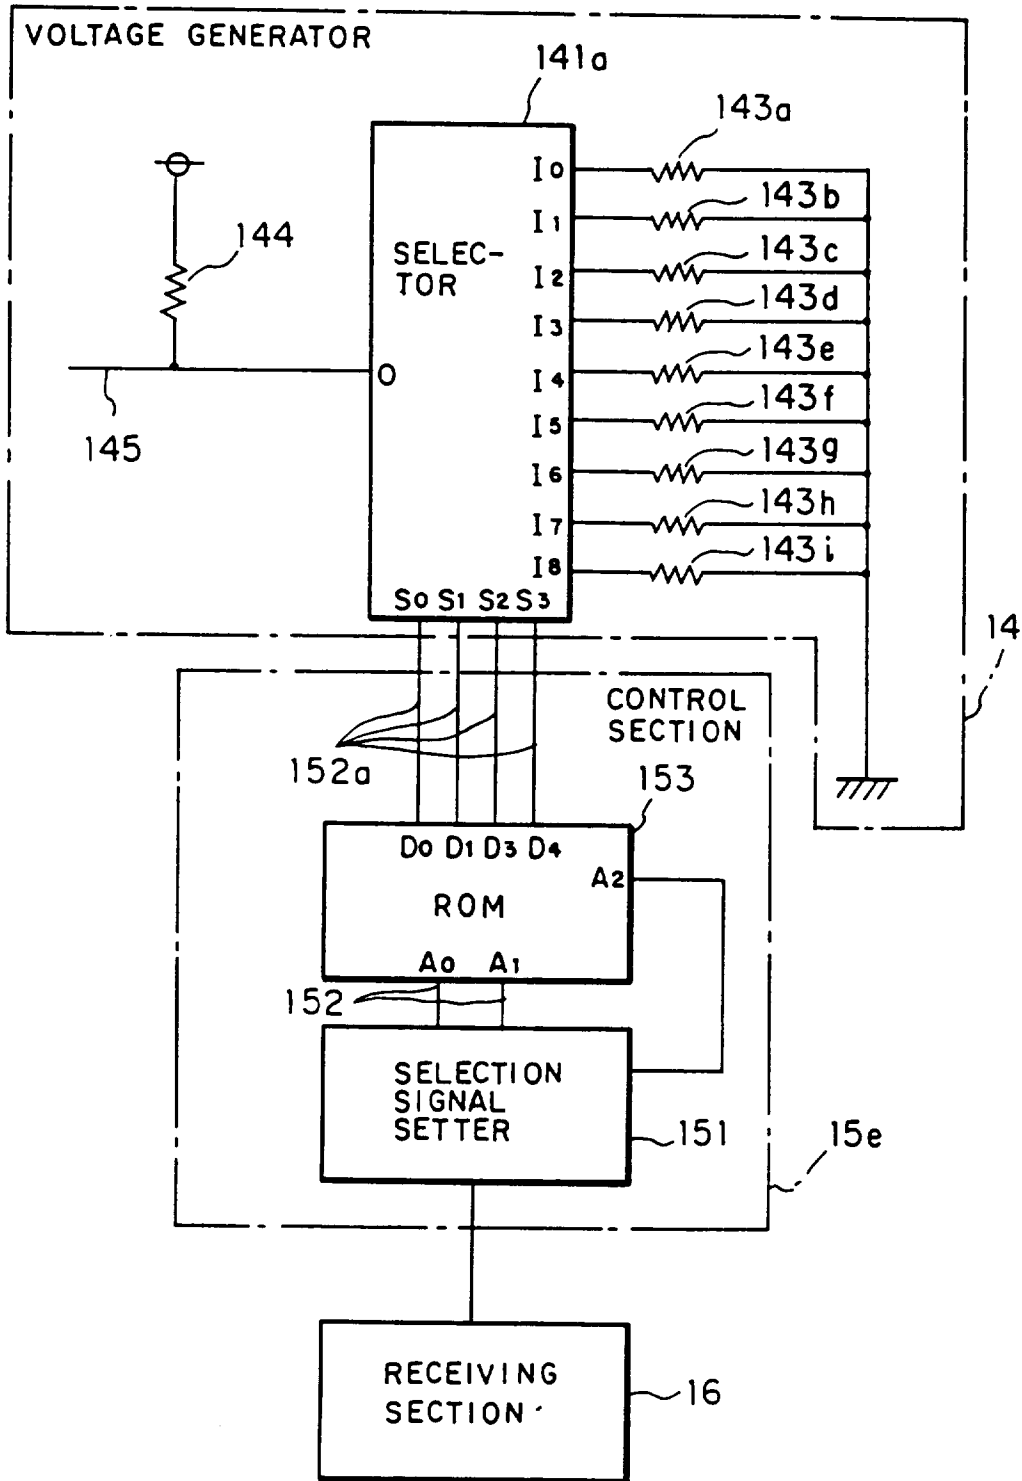 VOLTAGE GENERATOR
141a
143a
I0
143b
I1
144
SELEC-
TOR
143c
I2
143d
I3
143e
O
I4
143f
145
I5
143g
I6
143h
I7
143i
I8
S0 S1 S2 S3
14
CONTROL
SECTION
152a
153
D0 D1 D3 D4
A2
ROM
A0 A1
152
SELECTION
SIGNAL
SETTER
151
15e
RECEIVING
SECTION
16